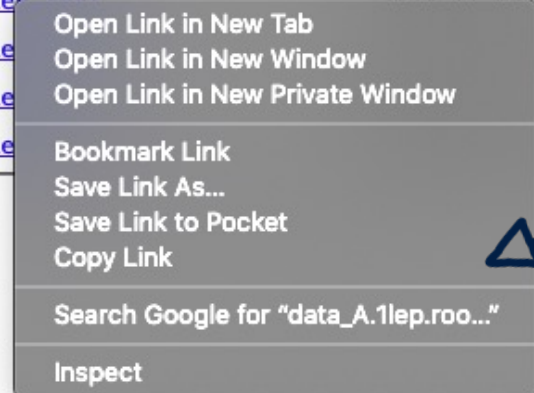 Open Link in New Tab
Open Link in New Window
Open Link in New Private Window
Bookmark Link
Save Link As...
Save Link to Pocket
Copy Link
Search Google for “data_A.1lep.roo...”
Inspect